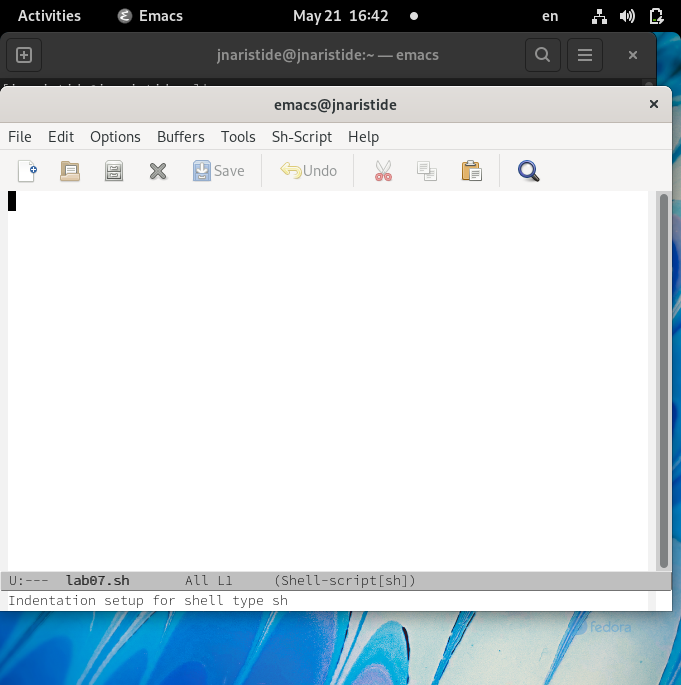 Activities Emacs May 21 16:42 en
jnaristide@jnaristide:~ — emacs
emacs@jnaristide
File Edit Options Buffers Tools Sh-Script Help
Save Undo
U:--- lab07.sh All L1 (Shell-script[sh])
Indentation setup for shell type sh
fedora